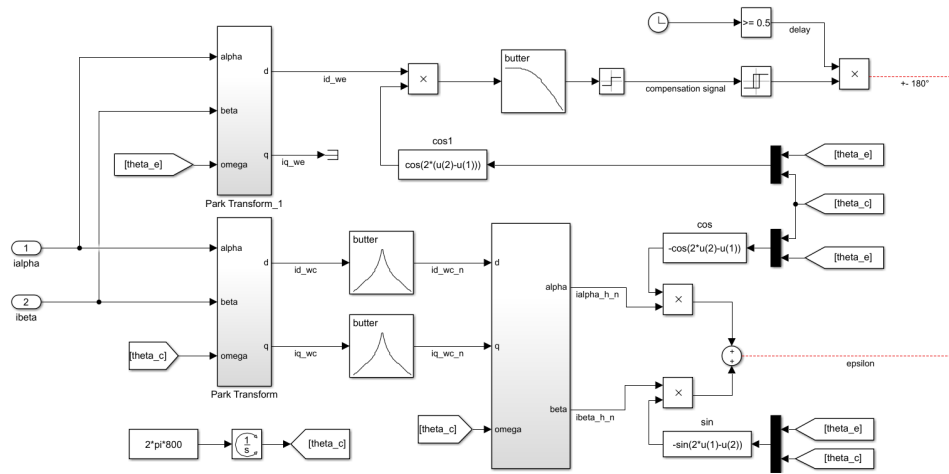 >= 0.5
delay
alpha
d
id_we
×
butter
compensation signal
×
+- 180°
beta
cos1
cos(2*(u(2)-u(1)))
[theta_e]
[theta_e]
omega
q
iq_we
Park Transform_1
[theta_c]
cos
-cos(2*u(2)-u(1))
[theta_e]
1
ialpha
alpha
d
id_wc
butter
id_wc_n
d
alpha
ialpha_h_n
×
2
ibeta
beta
butter
[theta_c]
omega
q
iq_wc
iq_wc_n
q
+
+
epsilon
Park Transform
beta
ibeta_h_n
×
sin
-sin(2*u(1)-u(2))
[theta_e]
[theta_c]
2*pi*800
1
s
[theta_c]
[theta_c]
omega